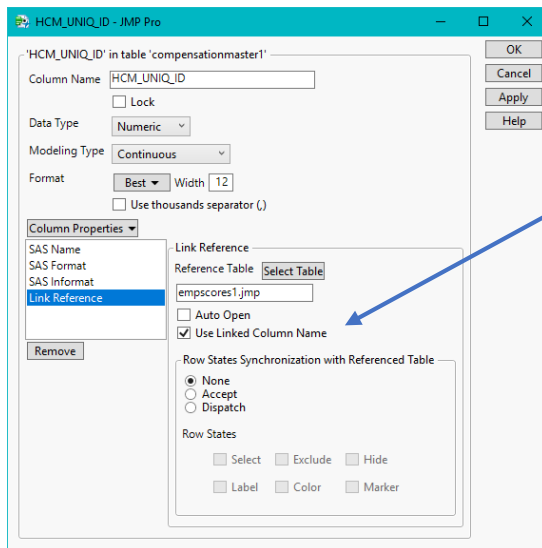 HCM_UNIQ_ID - JMP Pro
'HCM_UNIQ_ID' in table 'compensationmaster1'
OK
Column Name HCM_UNIQ_ID
Cancel
Lock
Apply
Data Type Numeric
Help
Modeling Type Continuous
Format Best Width 12
Use thousands separator (,)
Column Properties
SAS Name
SAS Format
SAS Informat
Link Reference
Remove
Link Reference
Reference Table Select Table
empscores1.jmp
Auto Open
Use Linked Column Name
Row States Synchronization with Referenced Table
None
Accept
Dispatch
Row States
Select Exclude Hide
Label Color Marker